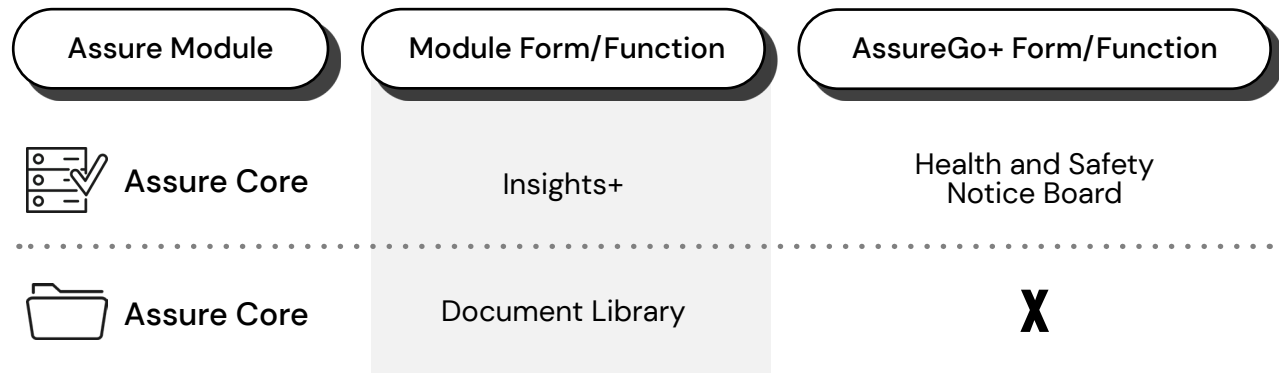 Assure Module
Module Form/Function
AssureGo+ Form/Function
Assure Core
Insights+
Health and Safety
Notice Board
Assure Core
Document Library
X